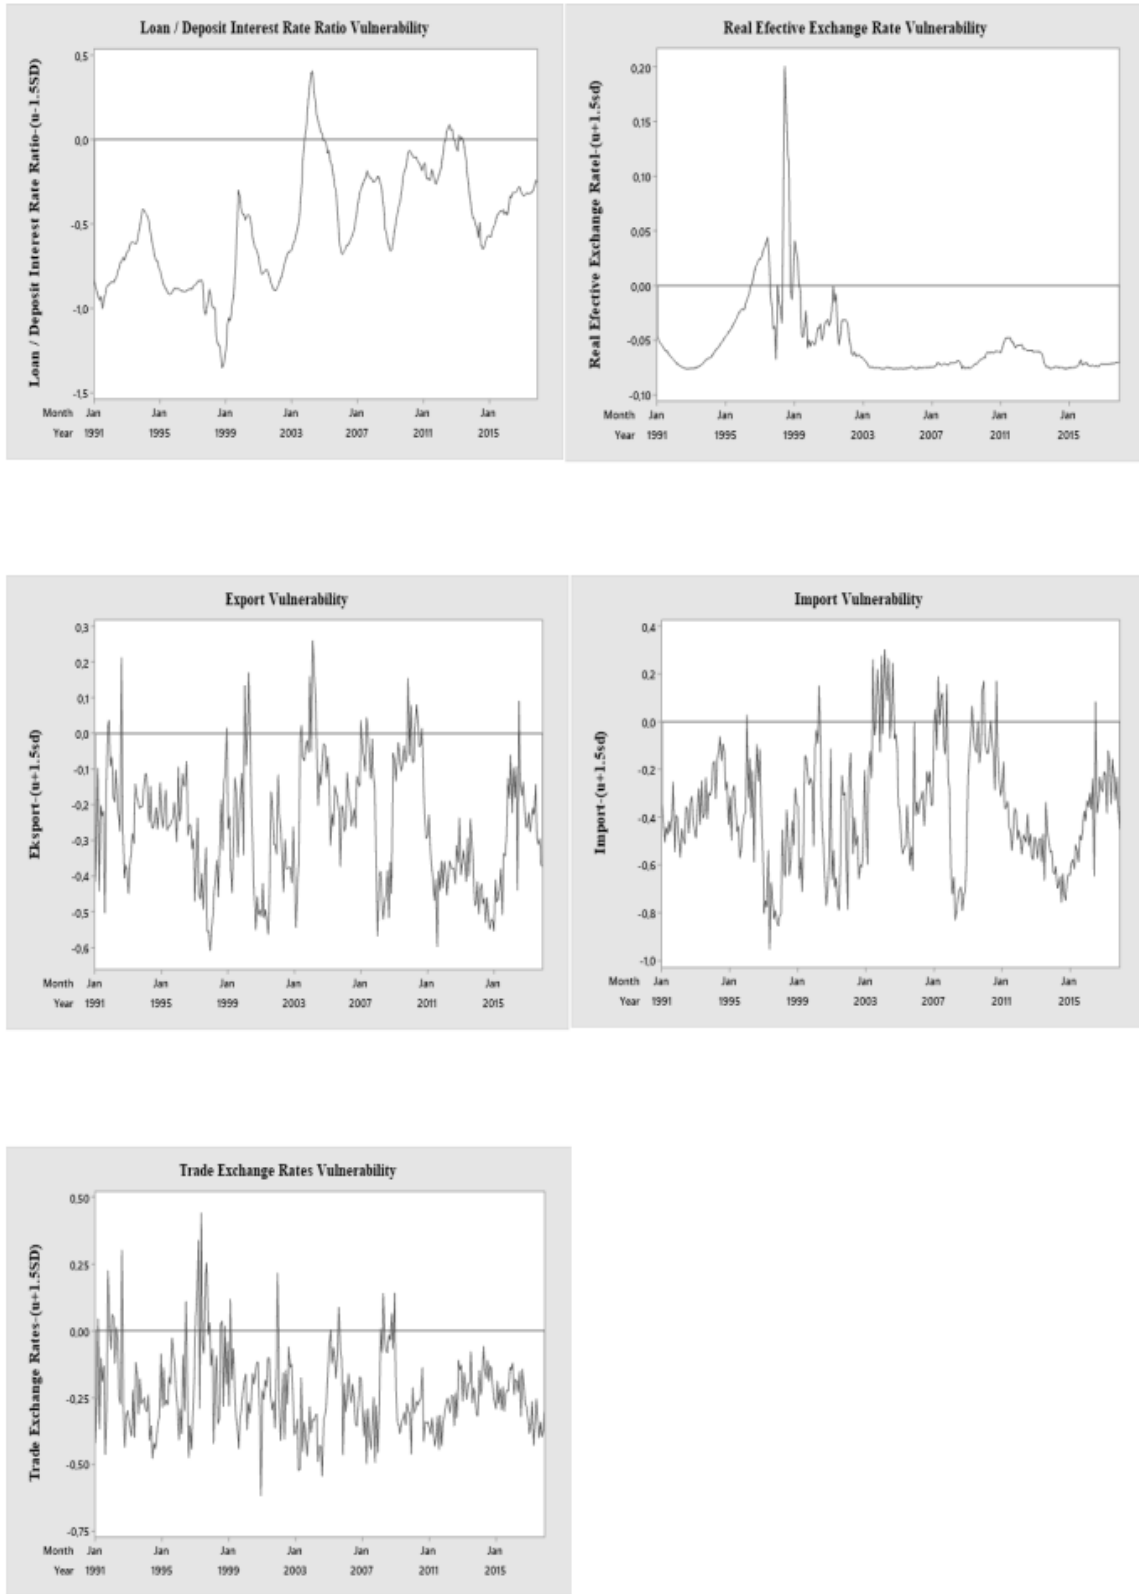 Loan / Deposit Interest Rate Ratio Vulnerability
Loan / Deposit Interest Rate Ratio-(u-1.5SD)
0,5
0,0
-0,5
-1,0
-1,5
Month Jan Jan Jan Jan Jan Jan Jan
Year 1991 1995 1999 2003 2007 2011 2015
Real Efective Exchange Rate Vulnerability
Real Efective Exchange Ratel-(u+1.5sd)
0,20
0,15
0,10
0,05
0,00
-0,05
-0,10
Month Jan Jan Jan Jan Jan Jan Jan
Year 1991 1995 1999 2003 2007 2011 2015
Export Vulnerability
Eksport-(u+1.5sd)
0,3
0,2
0,1
0,0
-0,1
-0,2
-0,3
-0,4
-0,5
-0,6
Month Jan Jan Jan Jan Jan Jan Jan
Year 1991 1995 1999 2003 2007 2011 2015
Import Vulnerability
Import-(u+1.5sd)
0,4
0,2
0,0
-0,2
-0,4
-0,6
-0,8
-1,0
Month Jan Jan Jan Jan Jan Jan Jan
Year 1991 1995 1999 2003 2007 2011 2015
Trade Exchange Rates Vulnerability
Trade Exchange Rates-(u+1.5SD)
0,50
0,25
0,00
-0,25
-0,50
-0,75
Month Jan Jan Jan Jan Jan Jan Jan
Year 1991 1995 1999 2003 2007 2011 2015